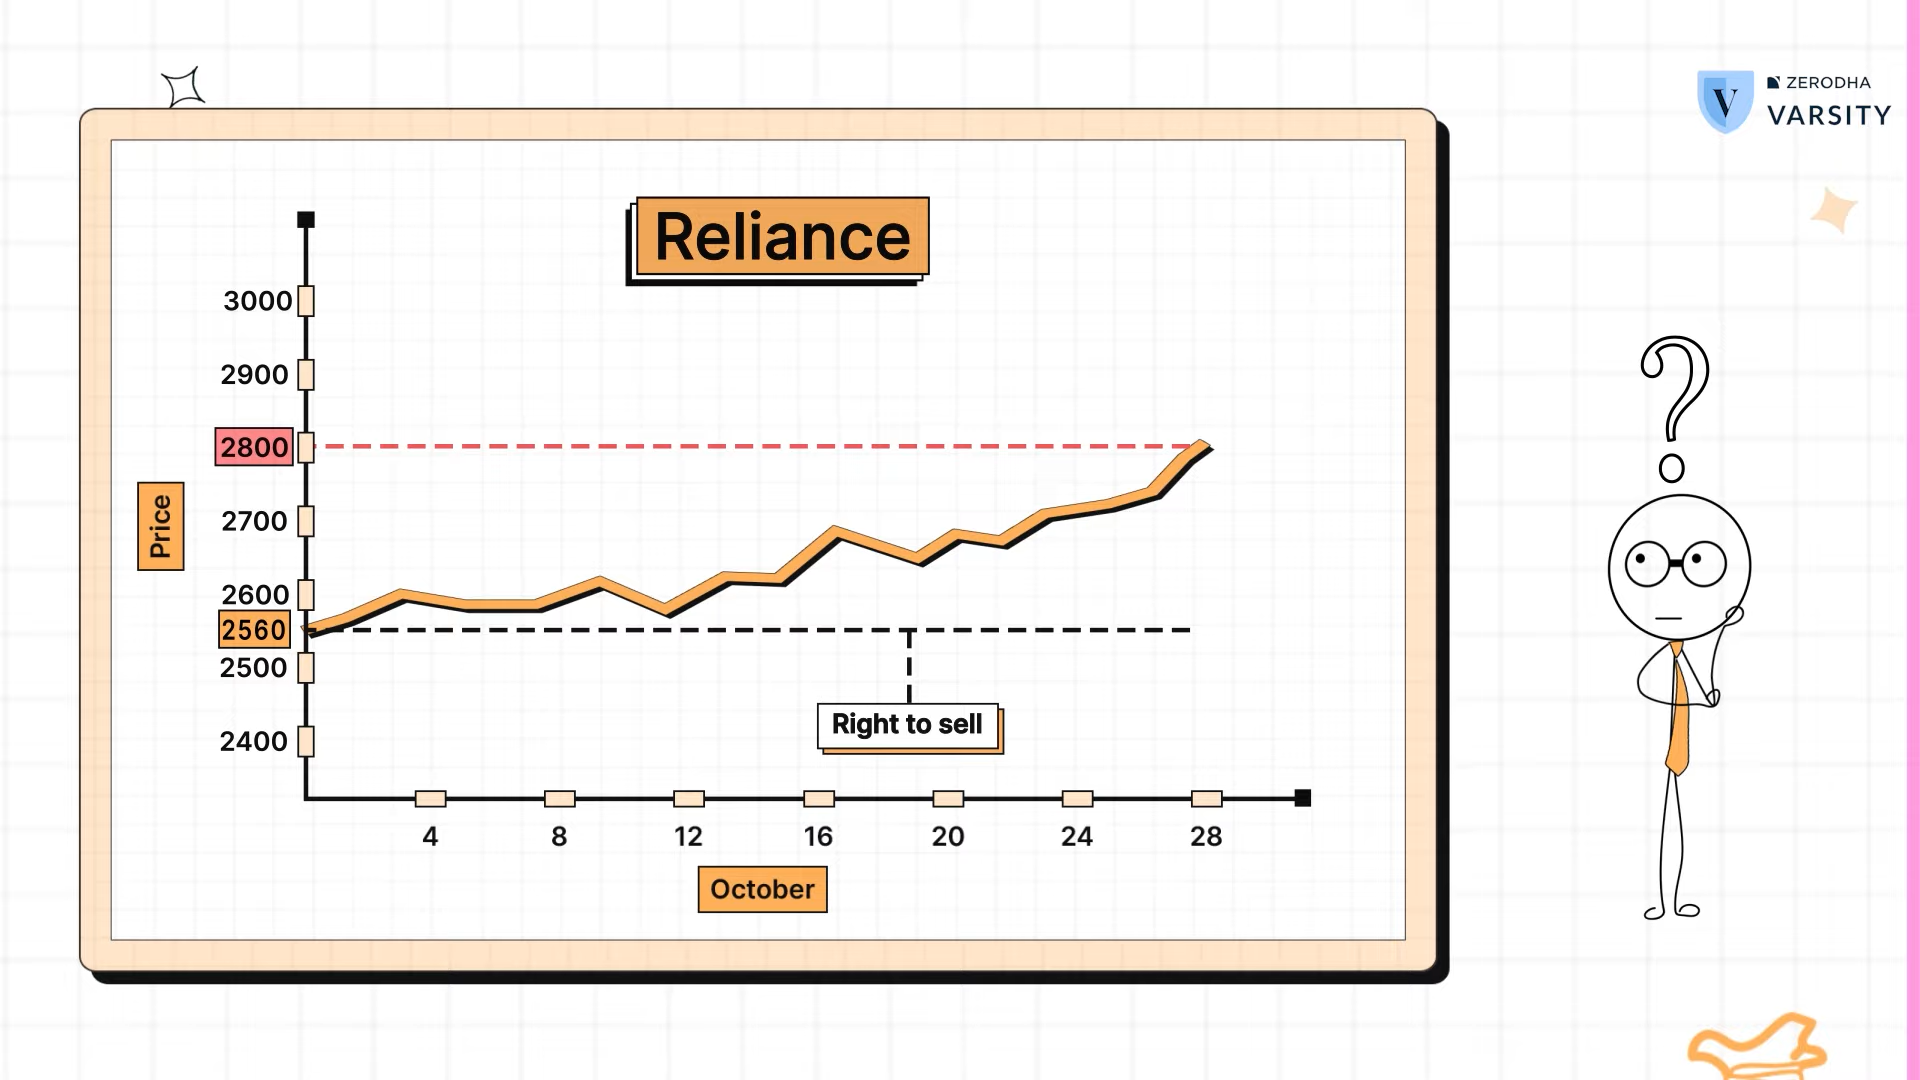 ZERODHA
V
VARSITY
Reliance
3000
2900
2800
2700
2600
2560
2500
2400
Price
Right to sell
4
8
12
16
20
24
28
October
?